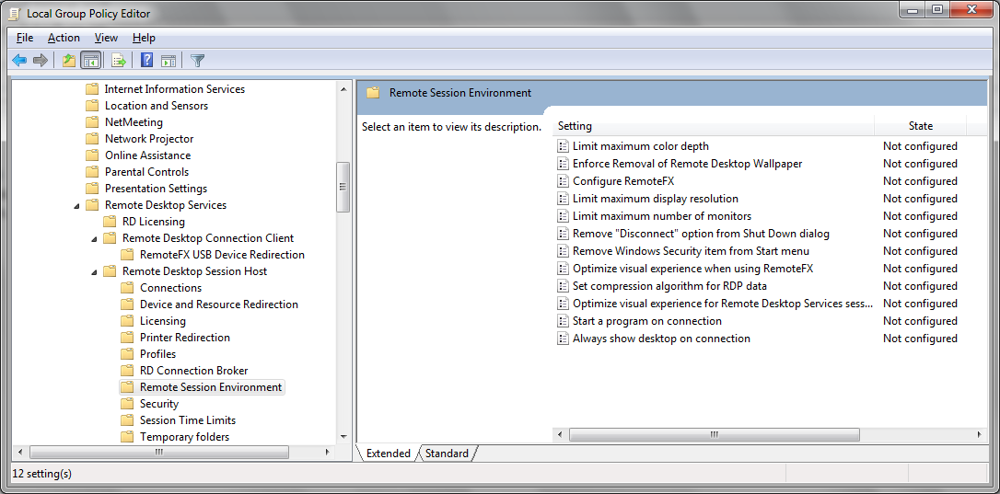 Local Group Policy Editor
File Action View Help
Internet Information Services
Location and Sensors
NetMeeting
Network Projector
Online Assistance
Parental Controls
Presentation Settings
Remote Desktop Services
RD Licensing
Remote Desktop Connection Client
RemoteFX USB Device Redirection
Remote Desktop Session Host
Connections
Device and Resource Redirection
Licensing
Printer Redirection
Profiles
RD Connection Broker
Remote Session Environment
Security
Session Time Limits
Temporary folders
Remote Session Environment
Select an item to view its description.
Setting State
Limit maximum color depth Not configured
Enforce Removal of Remote Desktop Wallpaper Not configured
Configure RemoteFX Not configured
Limit maximum display resolution Not configured
Limit maximum number of monitors Not configured
Remove "Disconnect" option from Shut Down dialog Not configured
Remove Windows Security item from Start menu Not configured
Optimize visual experience when using RemoteFX Not configured
Set compression algorithm for RDP data Not configured
Optimize visual experience for Remote Desktop Services sess... Not configured
Start a program on connection Not configured
Always show desktop on connection Not configured
Extended Standard
12 setting(s)